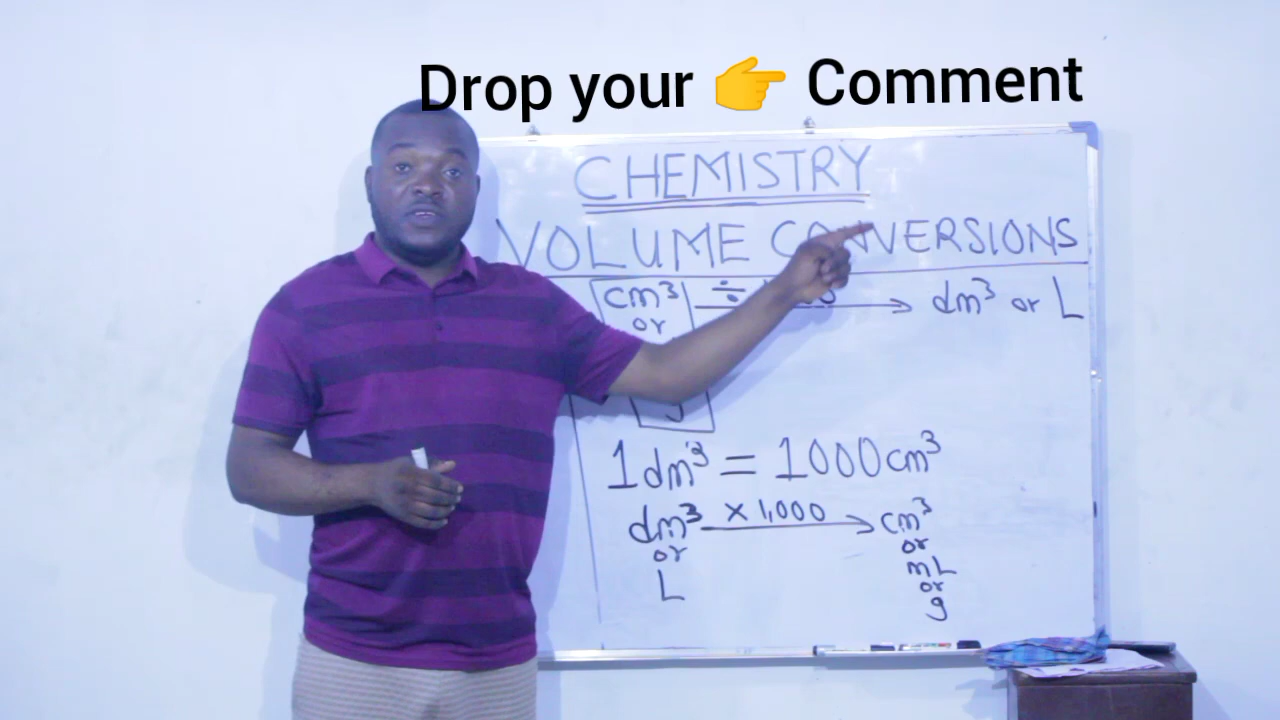 Drop your 👉 Comment
CHEMISTRY
VOLUME CONVERSIONS
cm³ ÷ dm³ or L
or
g
1dm³ = 1000cm³
dm³ × 1,000 → cm³
or or
L mL
or
g